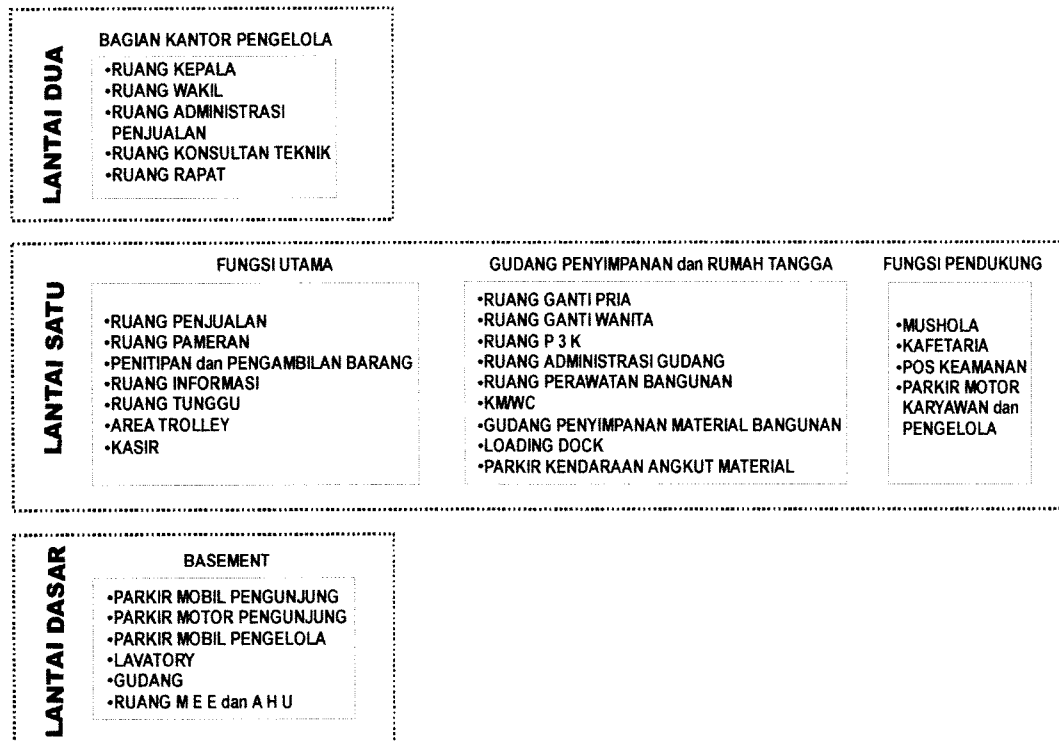 LANTAI DUA
BAGIAN KANTOR PENGELOLA
•RUANG KEPALA
•RUANG WAKIL
•RUANG ADMINISTRASI
PENJUALAN
•RUANG KONSULTAN TEKNIK
•RUANG RAPAT
LANTAI SATU
FUNGSI UTAMA
•RUANG PENJUALAN
•RUANG PAMERAN
•PENITIPAN dan PENGAMBILAN BARANG
•RUANG INFORMASI
•RUANG TUNGGU
•AREA TROLLEY
•KASIR
GUDANG PENYIMPANAN dan RUMAH TANGGA
•RUANG GANTI PRIA
•RUANG GANTI WANITA
•RUANG P 3 K
•RUANG ADMINISTRASI GUDANG
•RUANG PERAWATAN BANGUNAN
•KM/WC
•GUDANG PENYIMPANAN MATERIAL BANGUNAN
•LOADING DOCK
•PARKIR KENDARAAN ANGKUT MATERIAL
FUNGSI PENDUKUNG
•MUSHOLA
•KAFETARIA
•POS KEAMANAN
•PARKIR MOTOR
KARYAWAN dan
PENGELOLA
LANTAI DASAR
BASEMENT
•PARKIR MOBIL PENGUNJUNG
•PARKIR MOTOR PENGUNJUNG
•PARKIR MOBIL PENGELOLA
•LAVATORY
•GUDANG
•RUANG M E E dan A H U